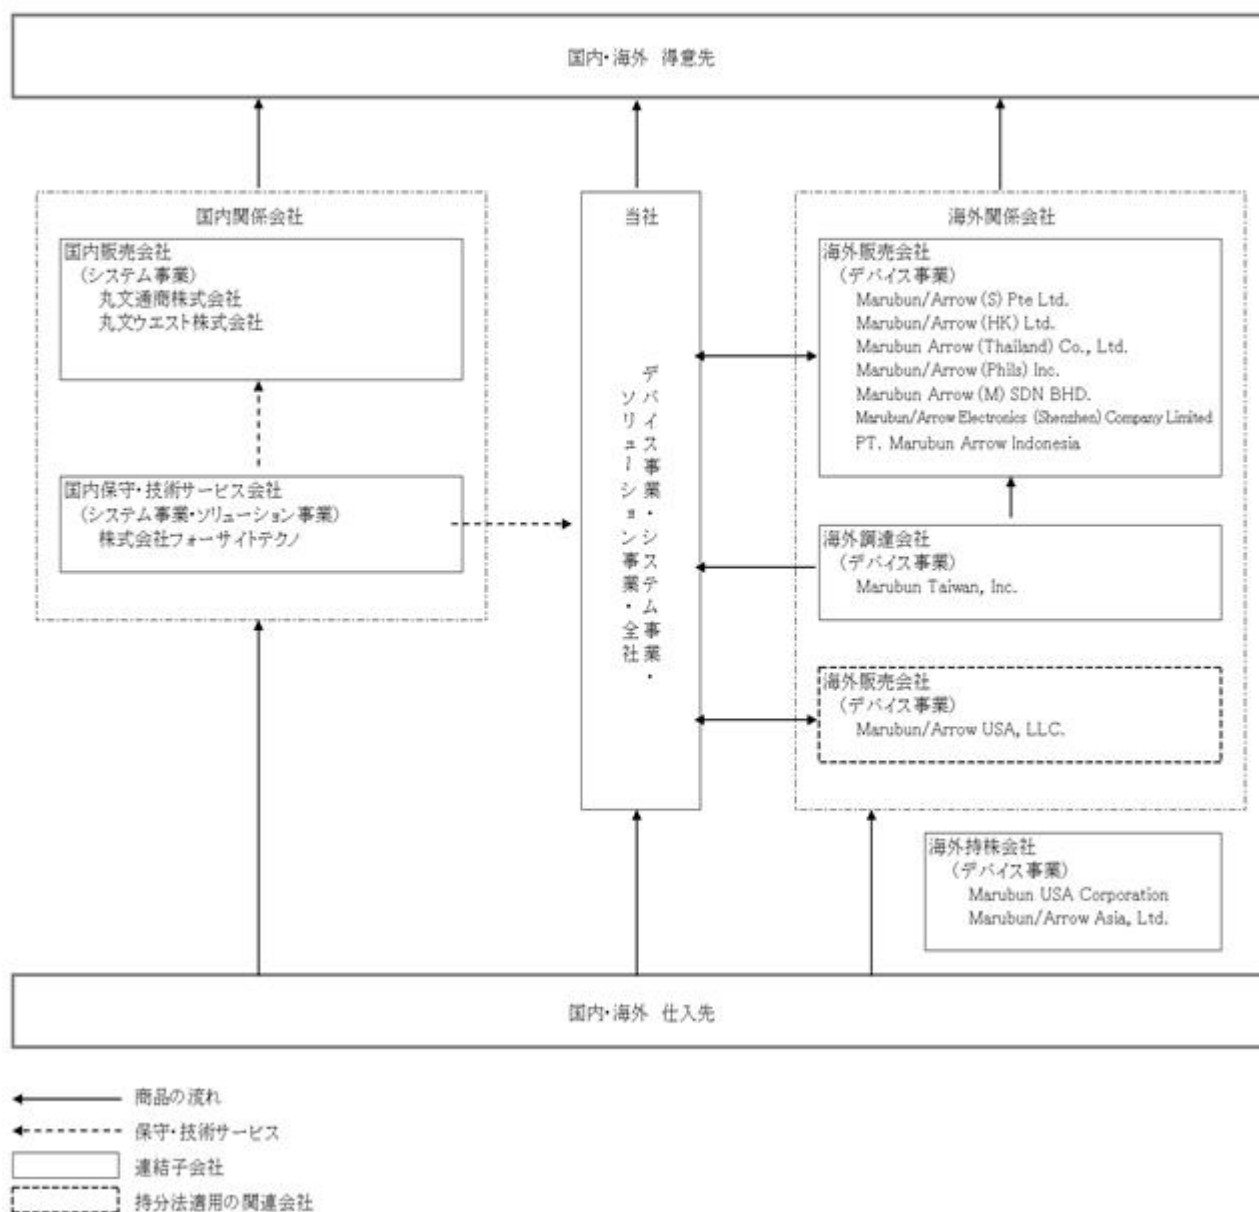 国内・海外 得意先
国内関係会社
国内販売会社
（システム事業）
丸文通商株式会社
丸文ウエスト株式会社
国内保守・技術サービス会社
（システム事業・ソリューション事業）
株式会社フォーサイトテクノ
当社
デバイス事業・システム事業・
ソリューション事業・全社
海外関係会社
海外販売会社
（デバイス事業）
Marubun/Arrow (S) Pte Ltd.
Marubun/Arrow (HK) Ltd.
Marubun Arrow (Thailand) Co., Ltd.
Marubun/Arrow (Phils) Inc.
Marubun Arrow (M) SDN BHD.
Marubun/Arrow Electronics (Shenzhen) Company Limited
PT. Marubun Arrow Indonesia
海外調達会社
（デバイス事業）
Marubun Taiwan, Inc.
海外販売会社
（デバイス事業）
Marubun/Arrow USA, LLC.
海外持株会社
（デバイス事業）
Marubun USA Corporation
Marubun/Arrow Asia, Ltd.
国内・海外 仕入先
商品の流れ
保守・技術サービス
連結子会社
持分法適用の関連会社